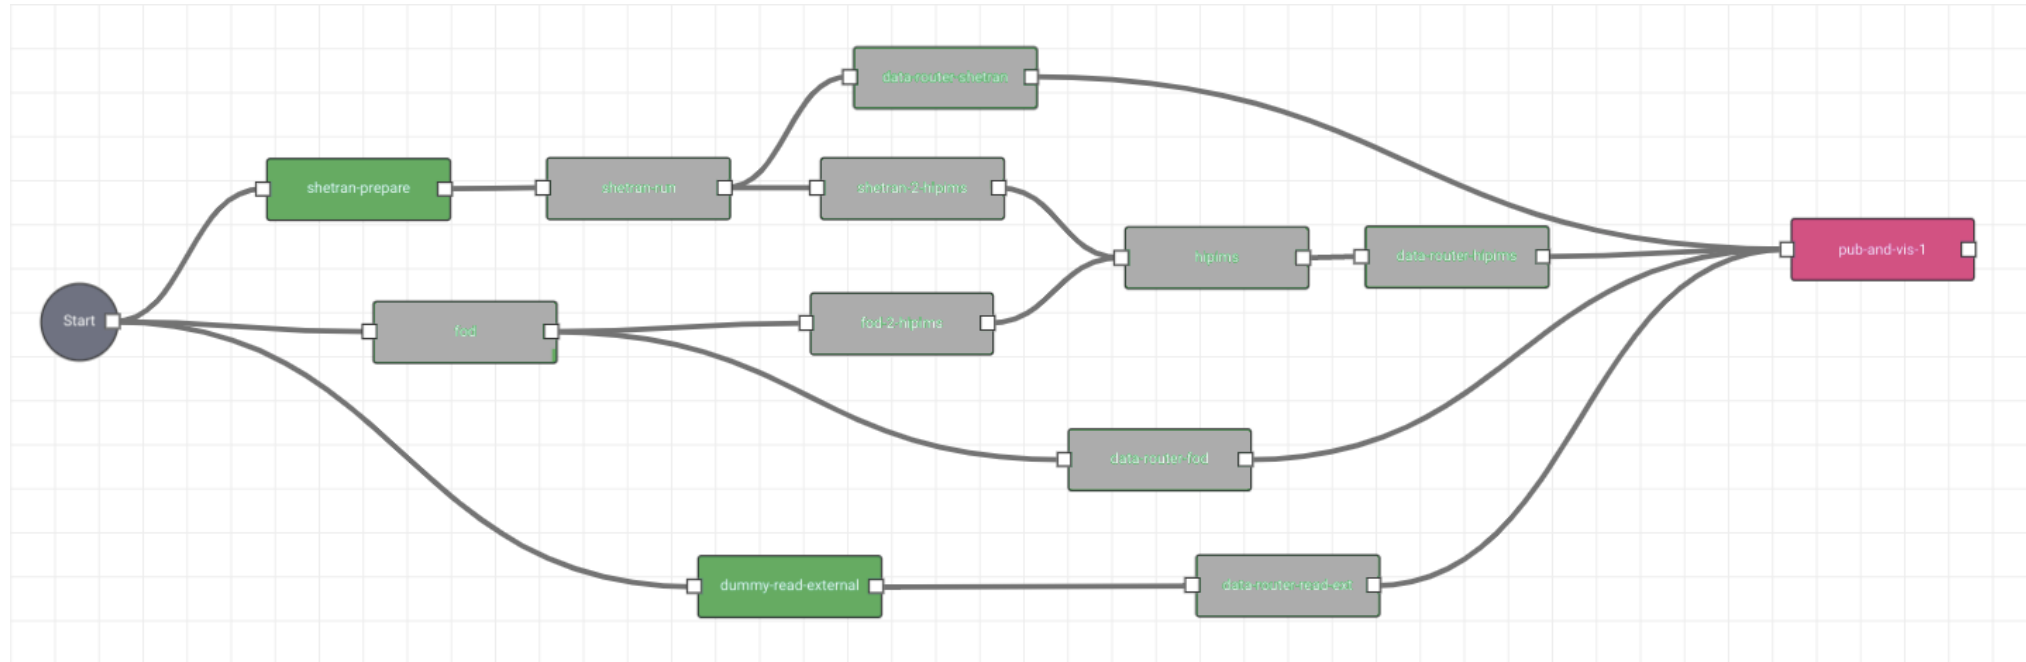 data-router-shetran
shetran-prepare
shetran-run
shetran-2-hipims
hipims
data-router-hipims
pub-and-vis-1
Start
fod
fod-2-hipims
data-router-fod
dummy-read-external
data-router-read-ext